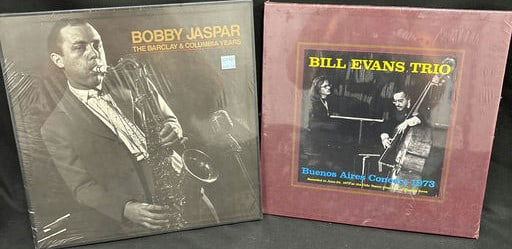 BOBBY JASPAR
THE BARCLAY & COLUMBIA YEARS
BILL EVANS TRIO
Buenos Aires Concert 1973